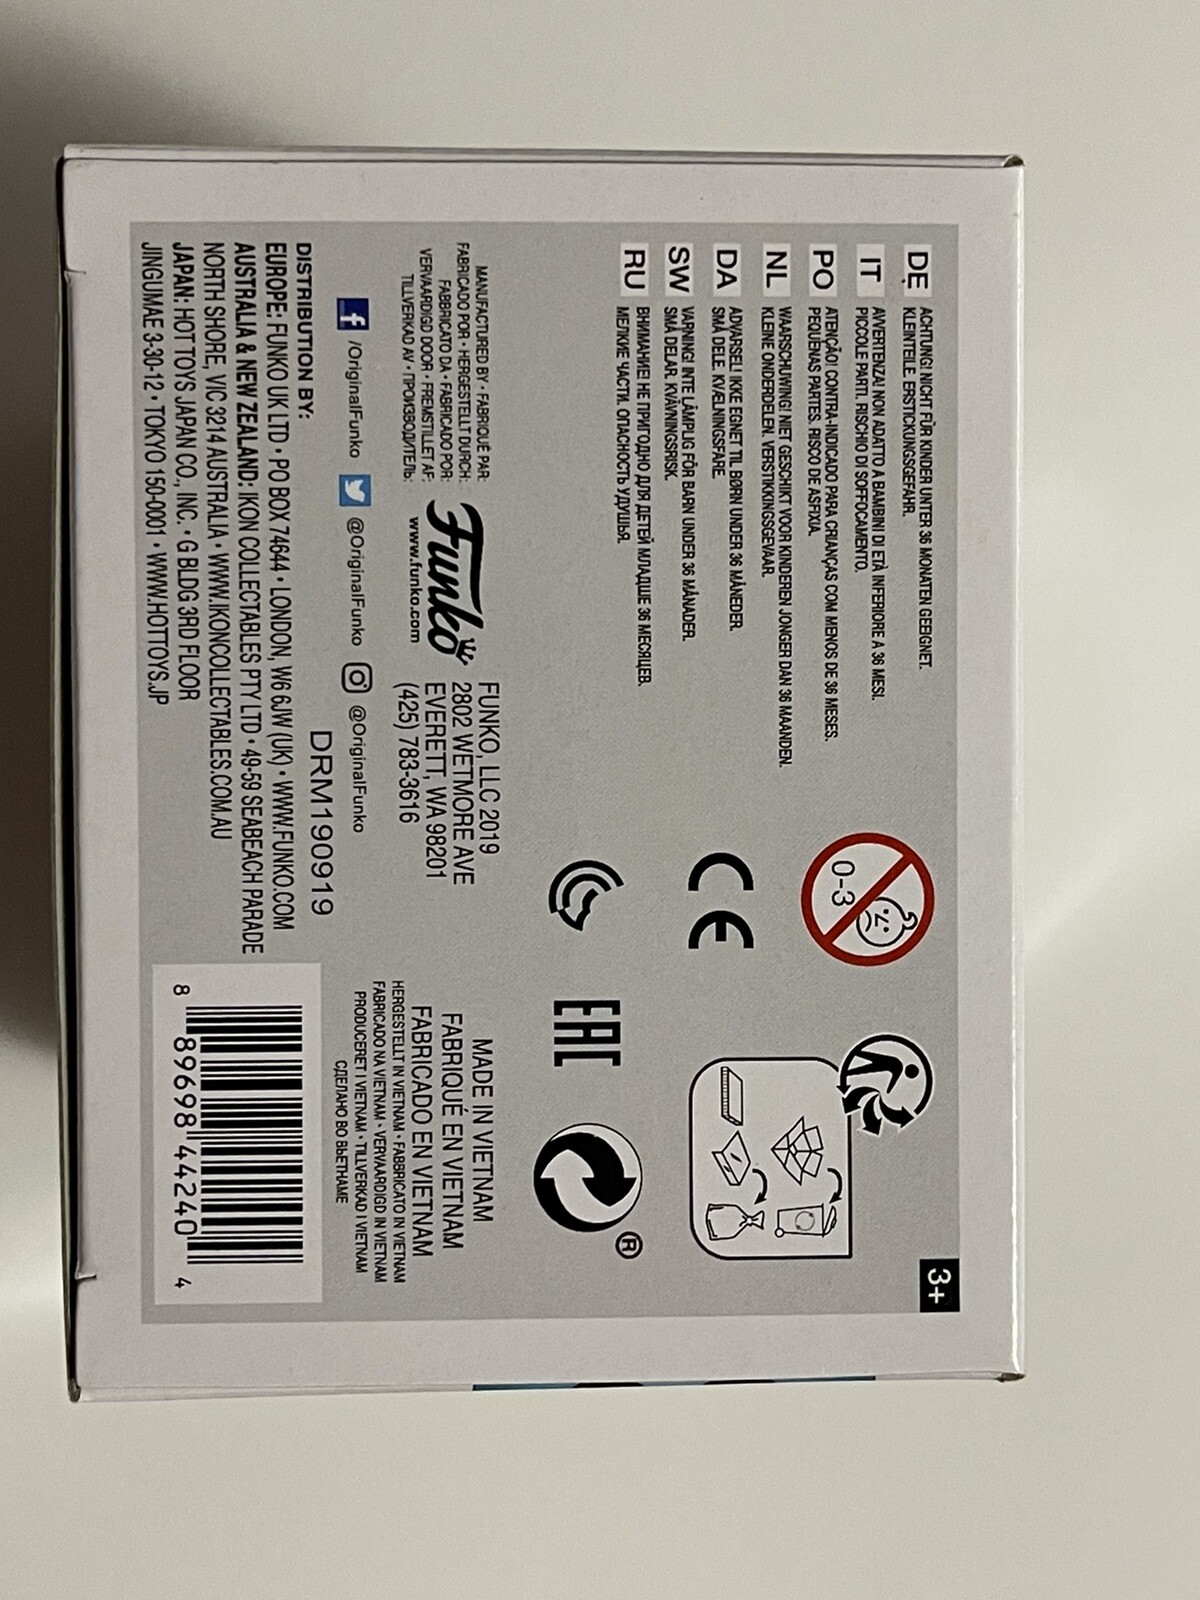 3+
DE ACHTUNG! NICHT FÜR KINDER UNTER 36 MONATEN GEEIGNET.
KLEINTEILE. ERSTICKUNGSGEFAHR.
IT AVVERTENZA! NON ADATTO A BAMBINI DI ETÀ INFERIORE A 36 MESI.
PICCOLE PARTI. RISCHIO DI SOFFOCAMENTO.
PO ATENÇÃO! CONTRA-INDICADO PARA CRIANÇAS COM MENOS DE 36 MESES.
PEQUENAS PARTES. RISCO DE ASFIXIA.
NL WAARSCHUWING! NIET GESCHIKT VOOR KINDEREN JONGER DAN 36 MAANDEN.
KLEINE ONDERDELEN. VERSTIKKINGSGEVAAR.
DA ADVARSEL! IKKE EGNET TIL BØRN UNDER 36 MÅNEDER.
SMÅ DELE. KVÆLNINGSFARE.
SW VARNING! INTE LÄMPLIG FÖR BARN UNDER 36 MÅNADER.
SMÅ DELAR. KVÄVNINGSRISK.
RU ВНИМАНИЕ! НЕ ПРИГОДНО ДЛЯ ДЕТЕЙ МЛАДШЕ 36 МЕСЯЦЕВ.
МЕЛКИЕ ЧАСТИ. ОПАСНОСТЬ УДУШЬЯ.
0-3
CE
EAC
®
MANUFACTURED BY • FABRIQUÉ PAR:
FABRICADO POR • HERGESTELLT DURCH:
FABBRICATO DA • FABRICADO POR:
VERVAARDIGD DOOR • FREMSTILLET AF:
TILLVERKAD AV • ПРОИЗВОДИТЕЛЬ:
Funko
www.funko.com
FUNKO, LLC 2019
2802 WETMORE AVE
EVERETT, WA 98201
(425) 783-3616
MADE IN VIETNAM
FABRIQUÉ EN VIETNAM
FABRICADO EN VIETNAM
HERGESTELLT IN VIETNAM • FABBRICATO IN VIETNAM
FABRICADO NA VIETNAM • VERVAARDIGD IN VIETNAM
PRODUCERET I VIETNAM • TILLVERKAD I VIETNAM
СДЕЛАНО ВО ВЬЕТНАМЕ
/OriginalFunko @OriginalFunko @OriginalFunko
DRM190919
DISTRIBUTION BY:
EUROPE: FUNKO UK LTD • PO BOX 74644 • LONDON, W6 6JW (UK) • WWW.FUNKO.COM
AUSTRALIA & NEW ZEALAND: IKON COLLECTABLES PTY LTD • 49-59 SEABEACH PARADE
NORTH SHORE, VIC 3214 AUSTRALIA • WWW.IKONCOLLECTABLES.COM.AU
JAPAN: HOT TOYS JAPAN CO., INC. • G BLDG 3RD FLOOR
JINGUMAE 3-30-12 • TOKYO 150-0001 • WWW.HOTTOYS.JP
8 89698 44240 4